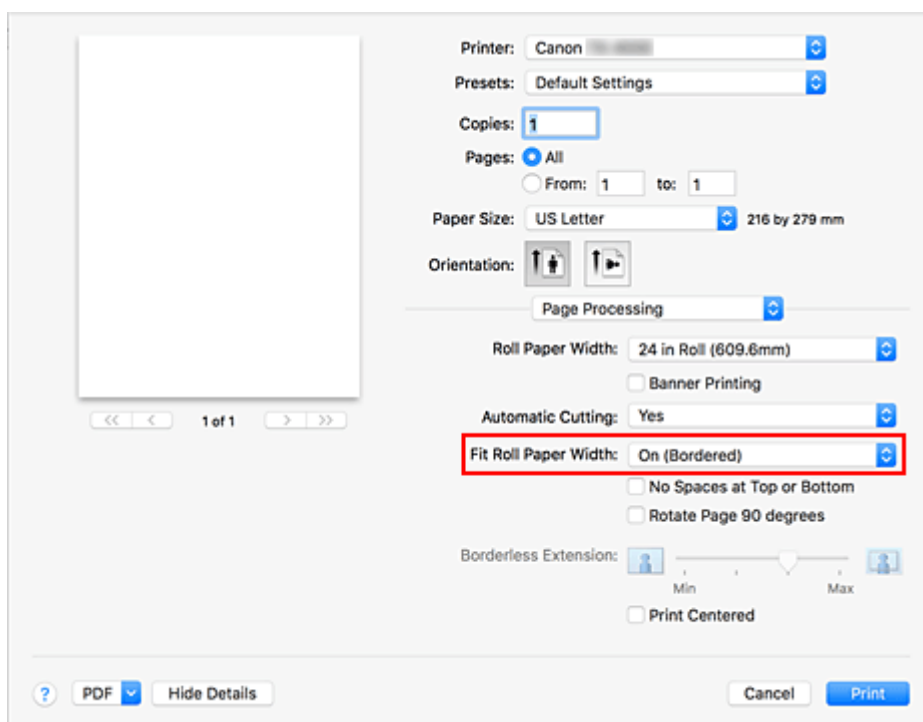 Printer: Canon
Presets: Default Settings
Copies: 1
Pages: All
From: 1 to: 1
Paper Size: US Letter 216 by 279 mm
Orientation:
Page Processing
Roll Paper Width: 24 in Roll (609.6mm)
Banner Printing
<< < 1 of 1 > >>
Automatic Cutting: Yes
Fit Roll Paper Width: On (Bordered)
No Spaces at Top or Bottom
Rotate Page 90 degrees
Borderless Extension:
Min Max
Print Centered
? PDF Hide Details Cancel Print